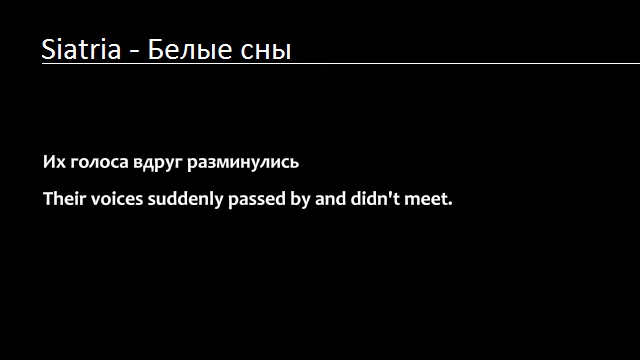 Siatria - Белые сны
Их голоса вдруг разминулись
Their voices suddenly passed by and didn't meet.